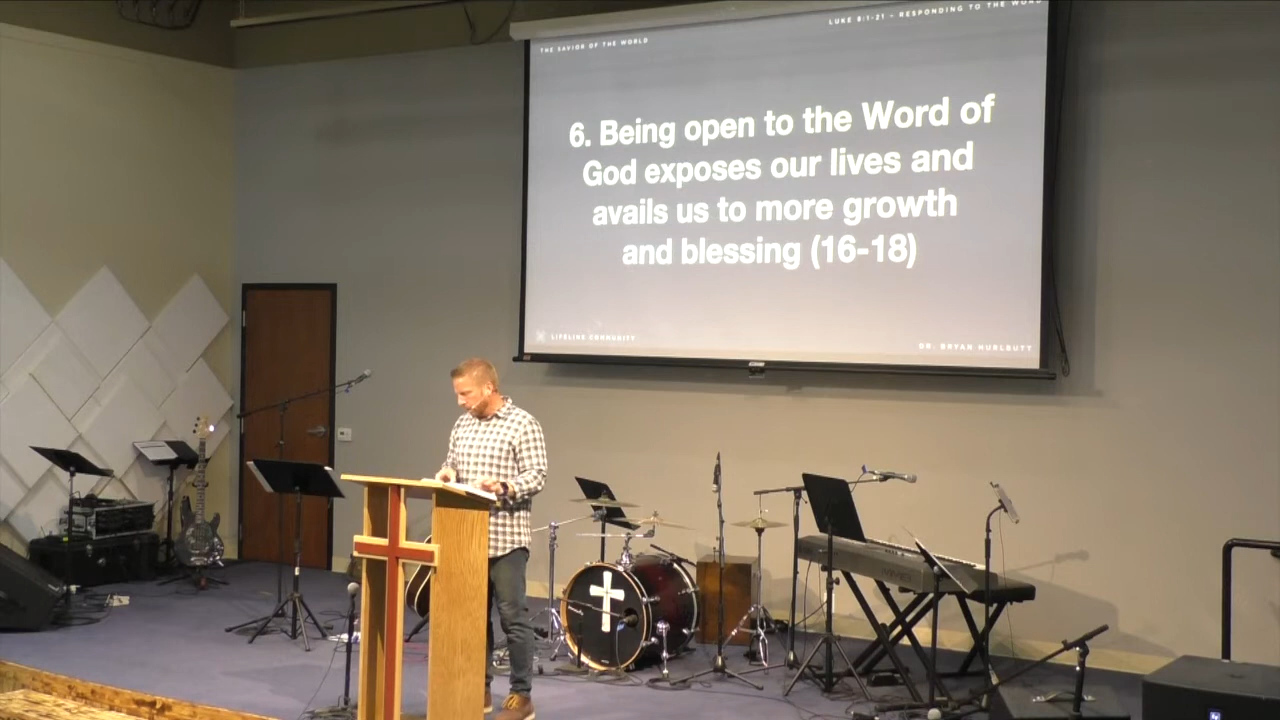 THE SAVIOR OF THE WORLD
LUKE 8:1-21 – RESPONDING TO THE WORD
6. Being open to the Word of
God exposes our lives and
avails us to more growth
and blessing (16-18)
LIFELINE COMMUNITY
DR. BRYAN HURLBUTT